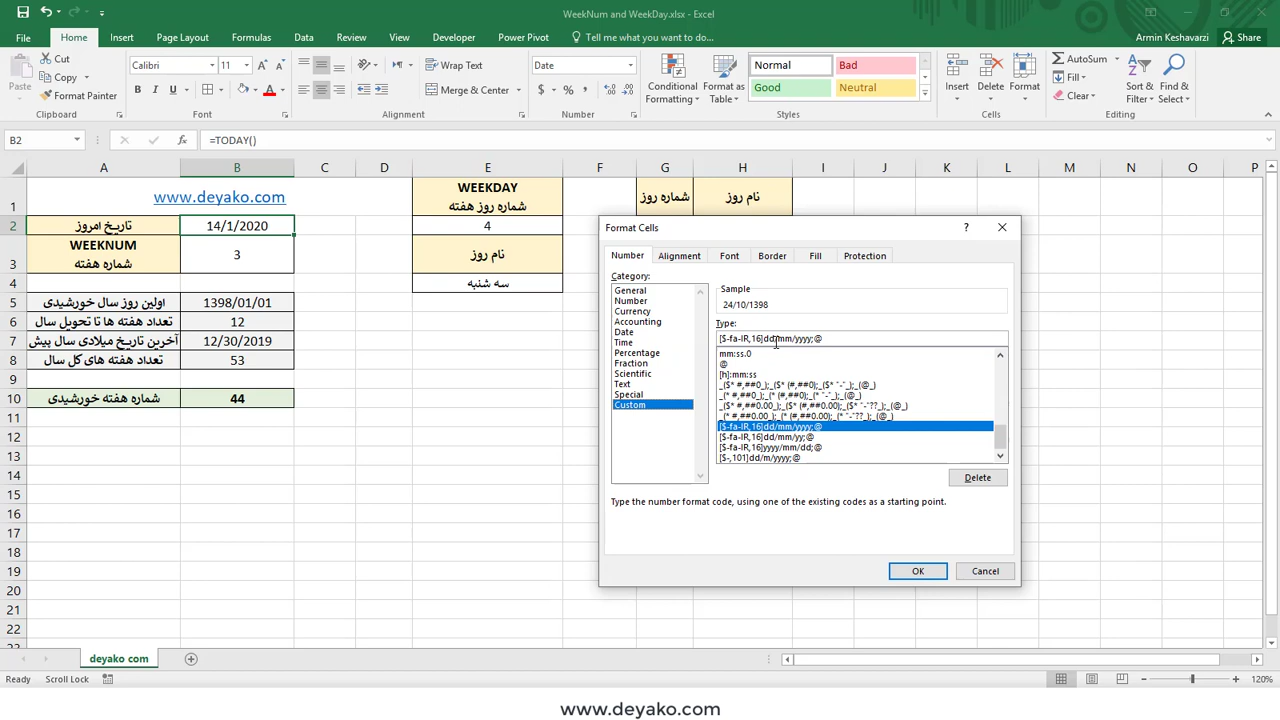 WeekNum and WeekDay.xlsx - Excel
File Home Insert Page Layout Formulas Data Review View Developer Power Pivot Tell me what you want to do... Armin Keshavarzi Share
Cut
Copy
Format Painter
Paste
Clipboard
Calibri 11
B I U
Font
Wrap Text
Merge & Center
Alignment
Date
$ % ,
Number
Conditional Formatting
Format as Table
Normal Bad
Good Neutral
Styles
Insert Delete Format
Cells
AutoSum
Fill
Clear
Sort & Filter
Find & Select
Editing
B2 fx =TODAY()
A B C D E F G H I J K L M N O P
1 www.deyako.com WEEKDAY شماره روز هفته شماره روز نام روز
2 تاریخ امروز 14/1/2020 4
3 WEEKNUM شماره هفته 3 نام روز
4 سه شنبه
5 اولین روز سال خورشیدی 1398/01/01
6 تعداد هفته ها تا تحویل سال 12
7 آخرین تاریخ میلادی سال پیش 12/30/2019
8 تعداد هفته های کل سال 53
9
10 شماره هفته خورشیدی 44
11
12
13
14
15
16
17
18
19
20
21
22
23
Format Cells ?
Number Alignment Font Border Fill Protection
Category:
General
Number
Currency
Accounting
Date
Time
Percentage
Fraction
Scientific
Text
Special
Custom
Sample
24/10/1398
Type:
[$-fa-IR,16]dd/mm/yyyy;@
mm:ss.0
@
[h]:mm:ss
_($* #,##0_);_($* (#,##0);_($* "-"_);_(@_)
_(* #,##0_);_(* (#,##0);_(* "-"_);_(@_)
_($* #,##0.00_);_($* (#,##0.00);_($* "-"??_);_(@_)
_(* #,##0.00_);_(* (#,##0.00);_(* "-"??_);_(@_)
[$-fa-IR,16]dd/mm/yyyy;@
[$-fa-IR,16]dd/mm/yy;@
[$-fa-IR,16]yyyy/mm/dd;@
[$-,101]dd/m/yyyy;@
Delete
Type the number format code, using one of the existing codes as a starting point.
OK Cancel
deyako com
Ready Scroll Lock 120%
www.deyako.com